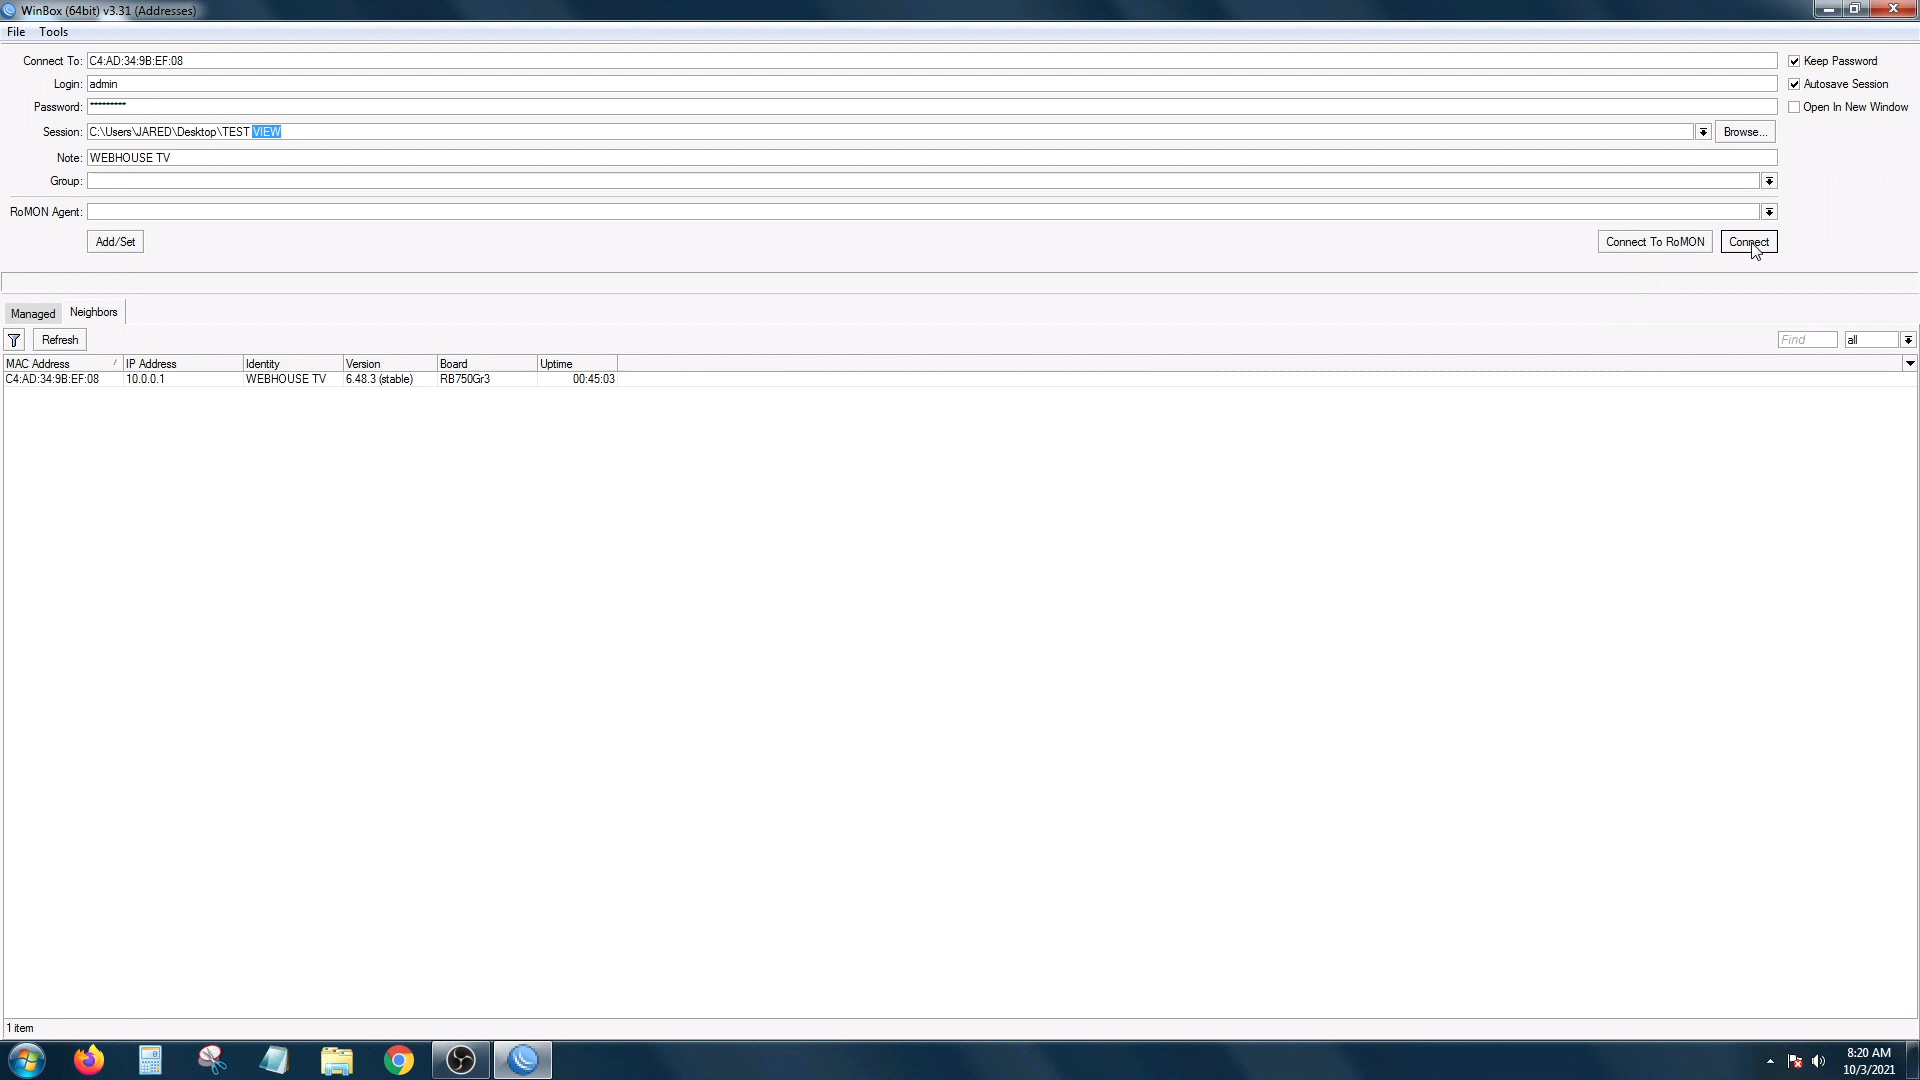 WinBox (64bit) v3.31 (Addresses)
File Tools
Connect To: C4:AD:34:9B:EF:08
Keep Password
Login: admin
Autosave Session
Password: *********
Open In New Window
Session: C:\Users\JARED\Desktop\TEST VIEW
Browse...
Note: WEBHOUSE TV
Group:
RoMON Agent:
Add/Set
Connect To RoMON
Connect
Managed
Neighbors
Refresh
Find
all
MAC Address IP Address Identity Version Board Uptime
C4:AD:34:9B:EF:08 10.0.0.1 WEBHOUSE TV 6.48.3 (stable) RB750Gr3 00:45:03
1 item
8:20 AM
10/3/2021